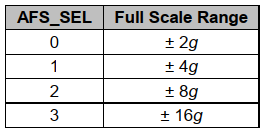 AFS_SEL Full Scale Range
0 ± 2g
1 ± 4g
2 ± 8g
3 ± 16g